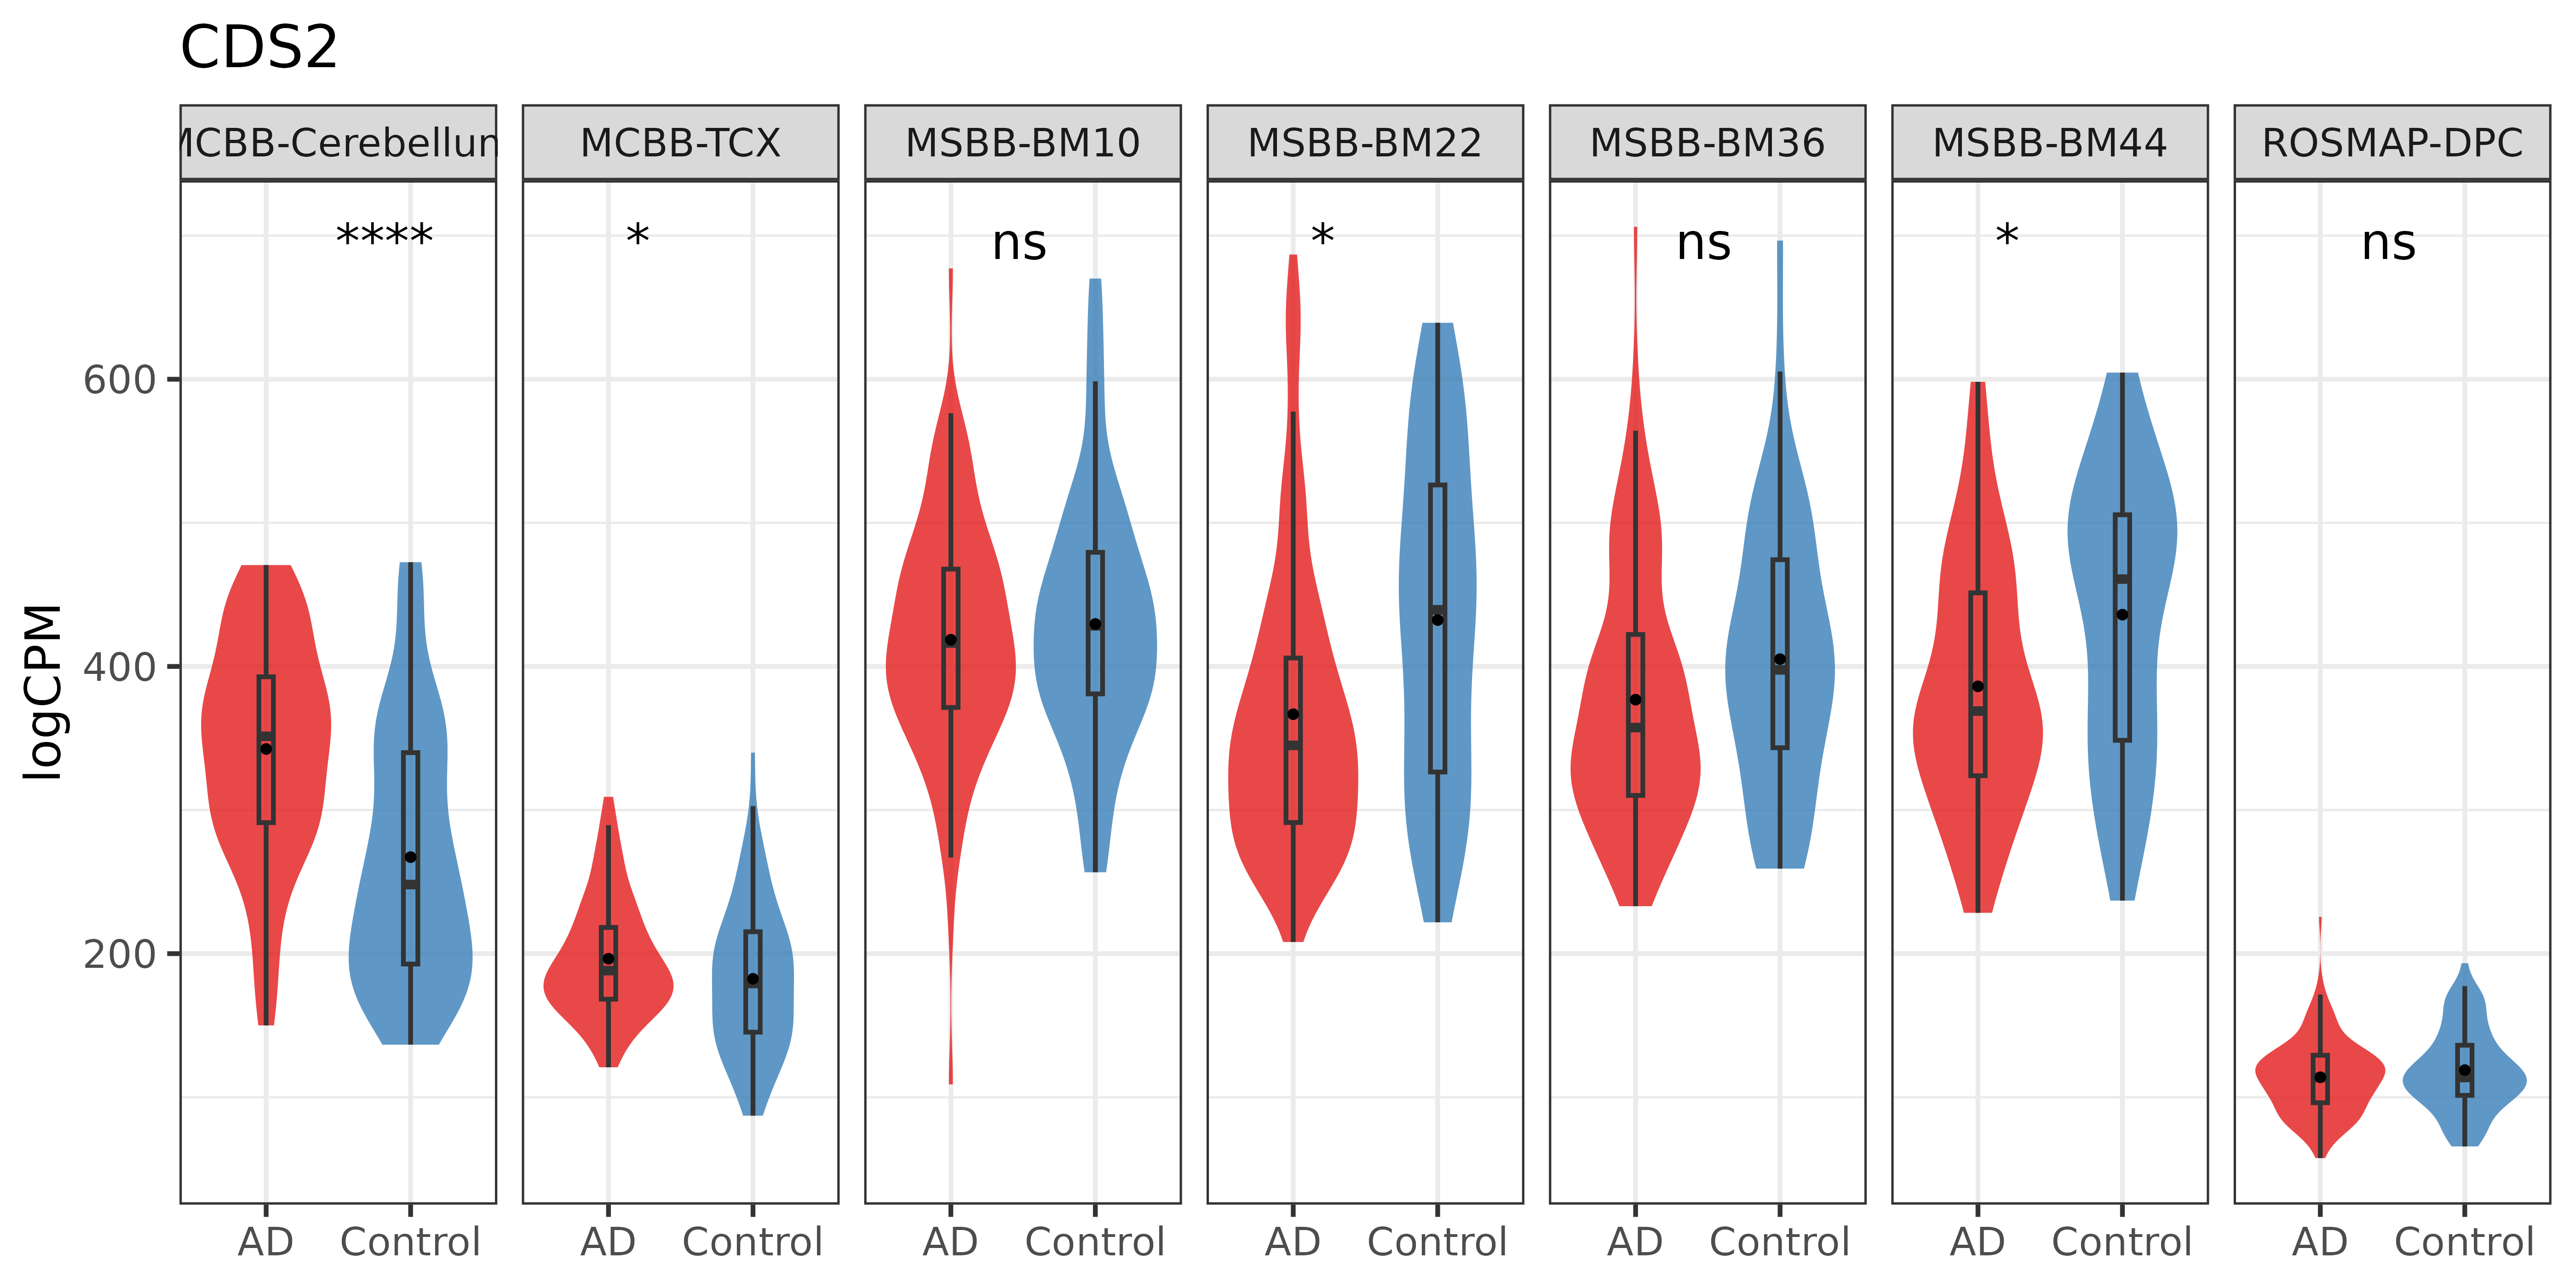 CDS2
MCBB-Cerebellum MCBB-TCX MSBB-BM10 MSBB-BM22 MSBB-BM36 MSBB-BM44 ROSMAP-DPC
**** * ns * ns * ns
600
400
200
logCPM
AD Control AD Control AD Control AD Control AD Control AD Control AD Control